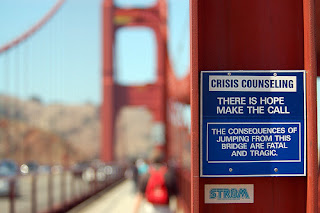 CRISIS COUNSELING
THERE IS HOPE
MAKE THE CALL
THE CONSEQUENCES OF
JUMPING FROM THIS
BRIDGE ARE FATAL
AND TRAGIC.